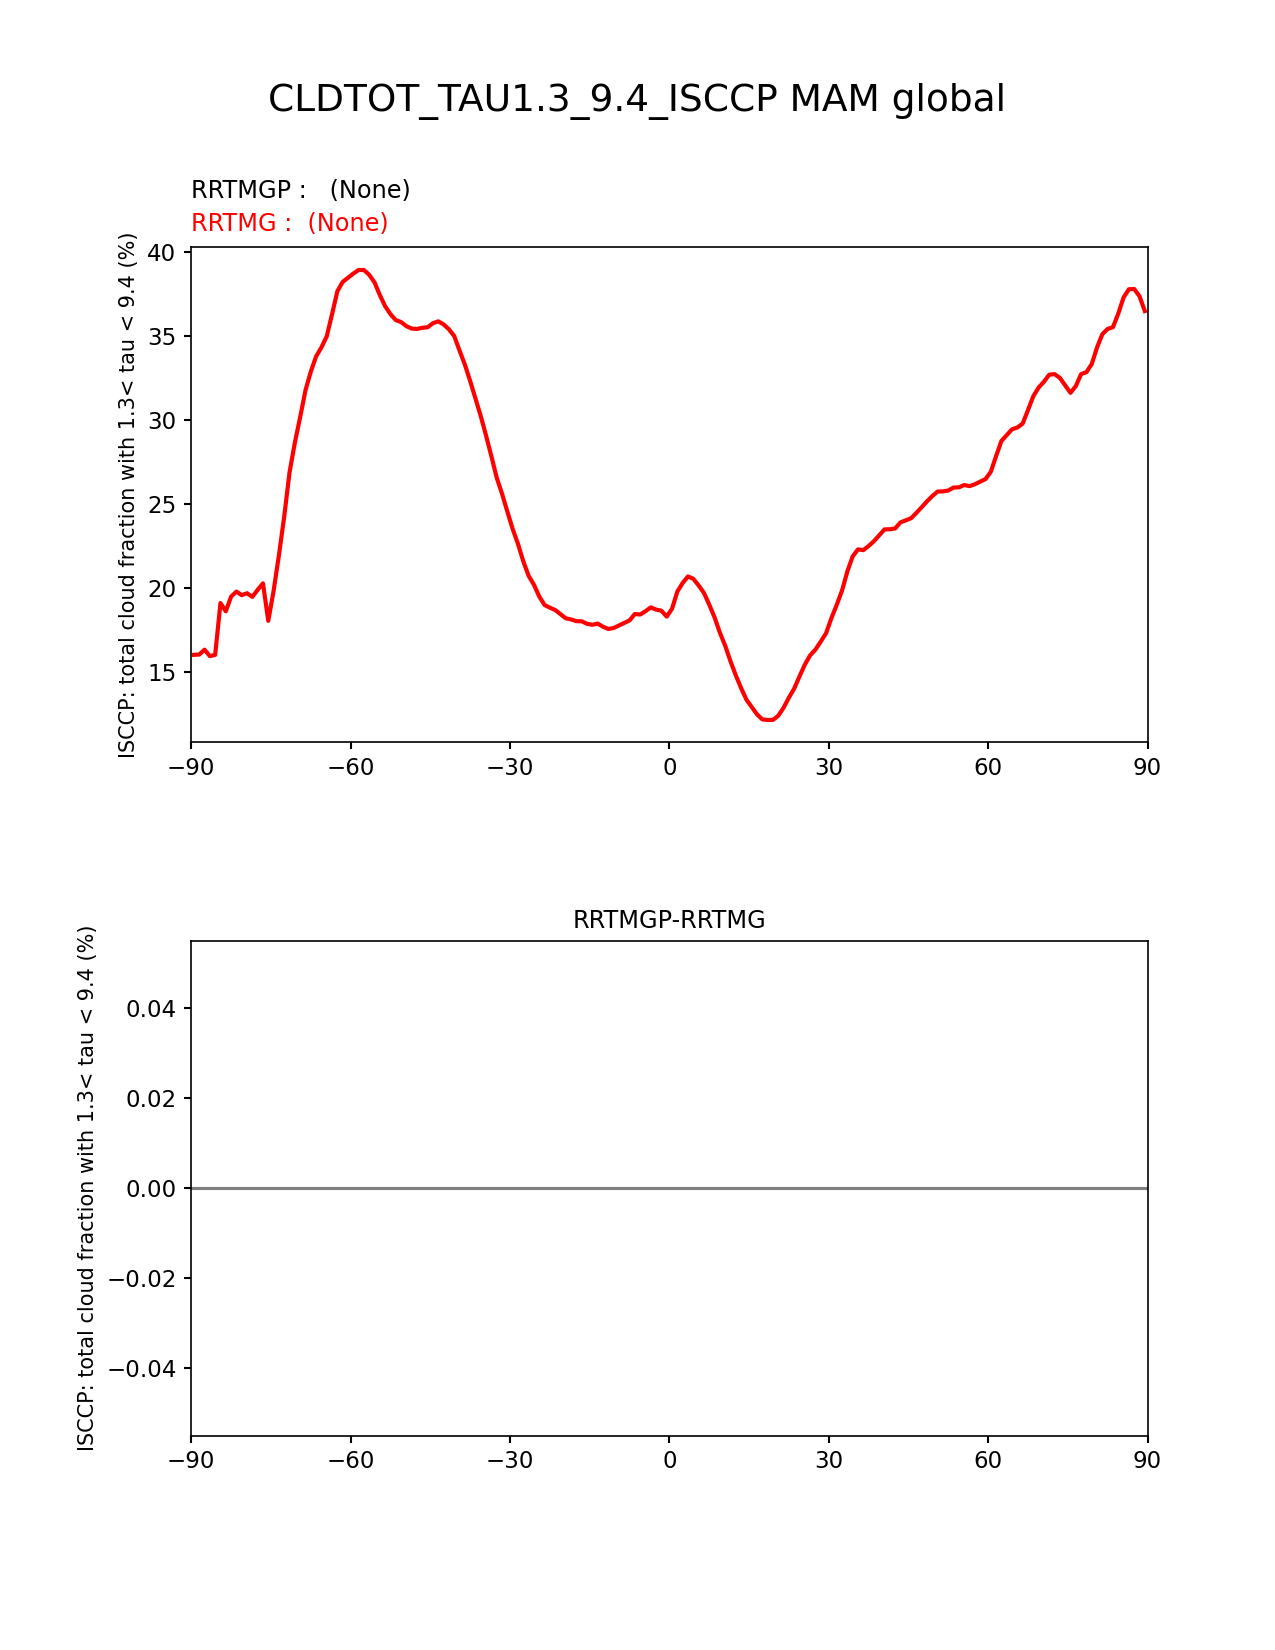 CLDTOT_TAU1.3_9.4_ISCCP MAM global
RRTMGP :   (None)
RRTMG :  (None)
ISCCP: total cloud fraction with 1.3< tau < 9.4 (%)
40
35
30
25
20
15
−90 −60 −30 0 30 60 90
RRTMGP-RRTMG
ISCCP: total cloud fraction with 1.3< tau < 9.4 (%)
0.04
0.02
0.00
−0.02
−0.04
−90 −60 −30 0 30 60 90